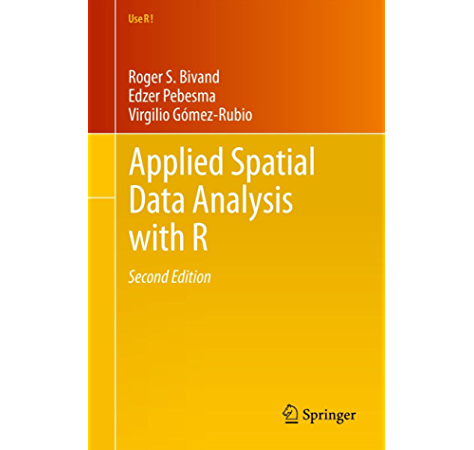 Use R!
Roger S. Bivand
Edzer Pebesma
Virgilio Gómez-Rubio
Applied Spatial
Data Analysis
with R
Second Edition
Springer